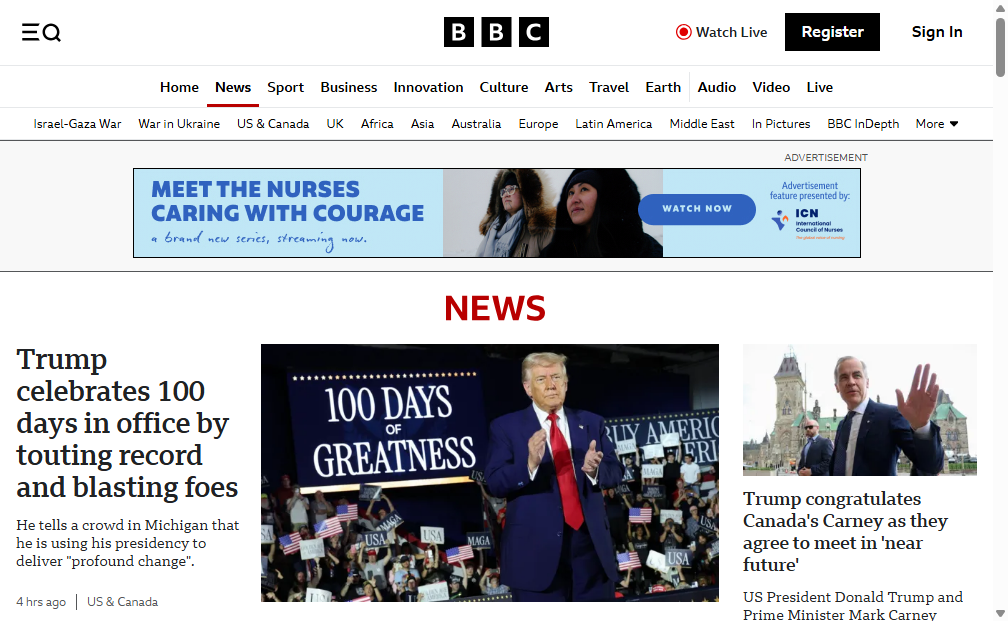 BBC
Watch Live
Register
Sign In
Home News Sport Business Innovation Culture Arts Travel Earth Audio Video Live
Israel-Gaza War War in Ukraine US & Canada UK Africa Asia Australia Europe Latin America Middle East In Pictures BBC InDepth More
ADVERTISEMENT
MEET THE NURSES
CARING WITH COURAGE
a brand new series, streaming now.
WATCH NOW
Advertisement
feature presented by:
ICN
International
Council of Nurses
NEWS
Trump
celebrates 100
days in office by
touting record
and blasting foes
He tells a crowd in Michigan that
he is using his presidency to
deliver "profound change".
4 hrs ago US & Canada
100 DAYS
OF
GREATNESS
BUY AMERIC
USA
MAGA
USA
MAGA
MAGA
USA
USA
Trump congratulates
Canada's Carney as they
agree to meet in 'near
future'
US President Donald Trump and
Prime Minister Mark Carney